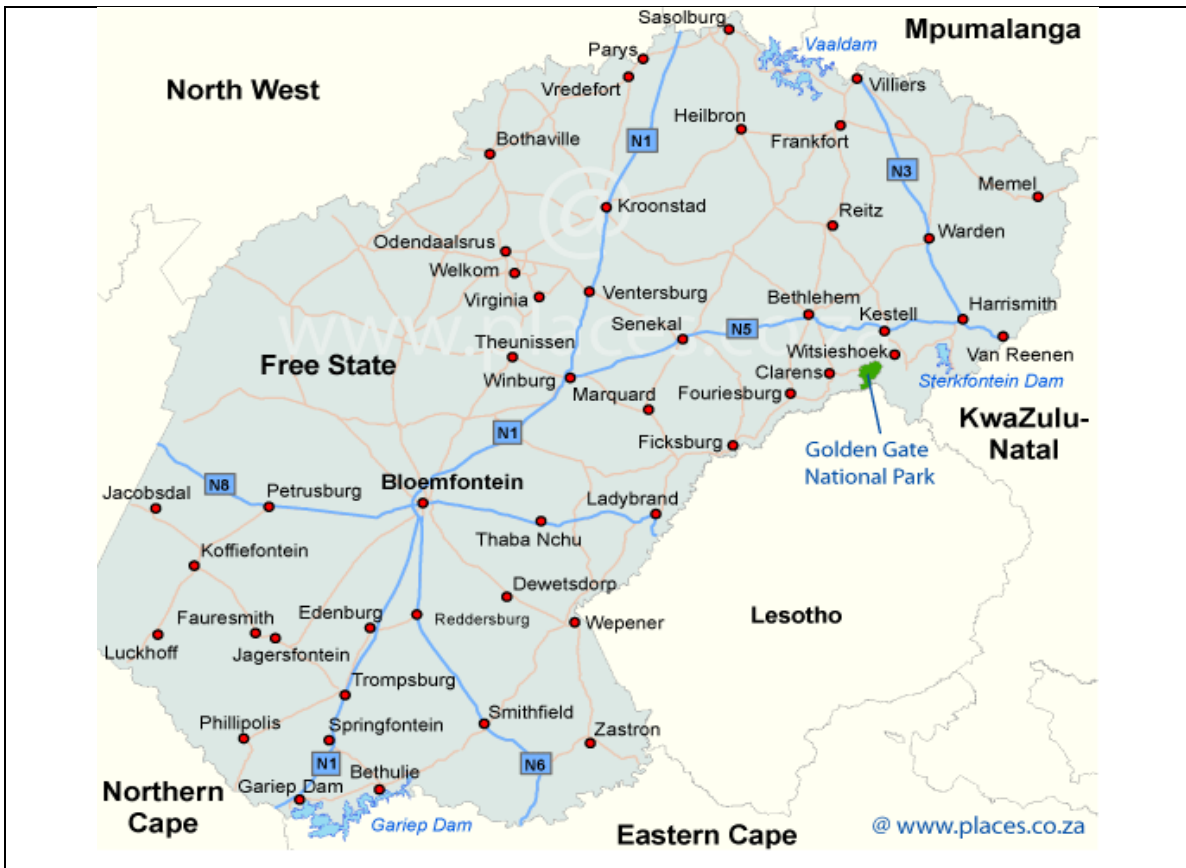 Sasolburg
Mpumalanga
Vaaldam
Parys
North West
Vredefort
Villiers
Heilbron
Bothaville
N1
Frankfort
N3
Memel
@
Kroonstad
Reitz
Warden
Odendaalsrus
Welkom
Virginia
Ventersburg
Bethlehem
Harrismith
Kestell
Senekal
N5
www.places.co.za
Theunissen
Witsieshoek
Van Reenen
Free State
Winburg
Clarens
Marquard
Fouriesburg
Sterkfontein Dam
KwaZulu-
Natal
N1
Ficksburg
Golden Gate
National Park
Bloemfontein
N8
Jacobsdal
Petrusburg
Ladybrand
Thaba Nchu
Koffiefontein
Dewetsdorp
Fauresmith
Edenburg
Reddersburg
Wepener
Lesotho
Luckhoff
Jagersfontein
Trompsburg
Phillipolis
Springfontein
Smithfield
Zastron
N1
N6
Bethulie
Gariep Dam
Northern
Cape
Gariep Dam
Eastern Cape
@ www.places.co.za